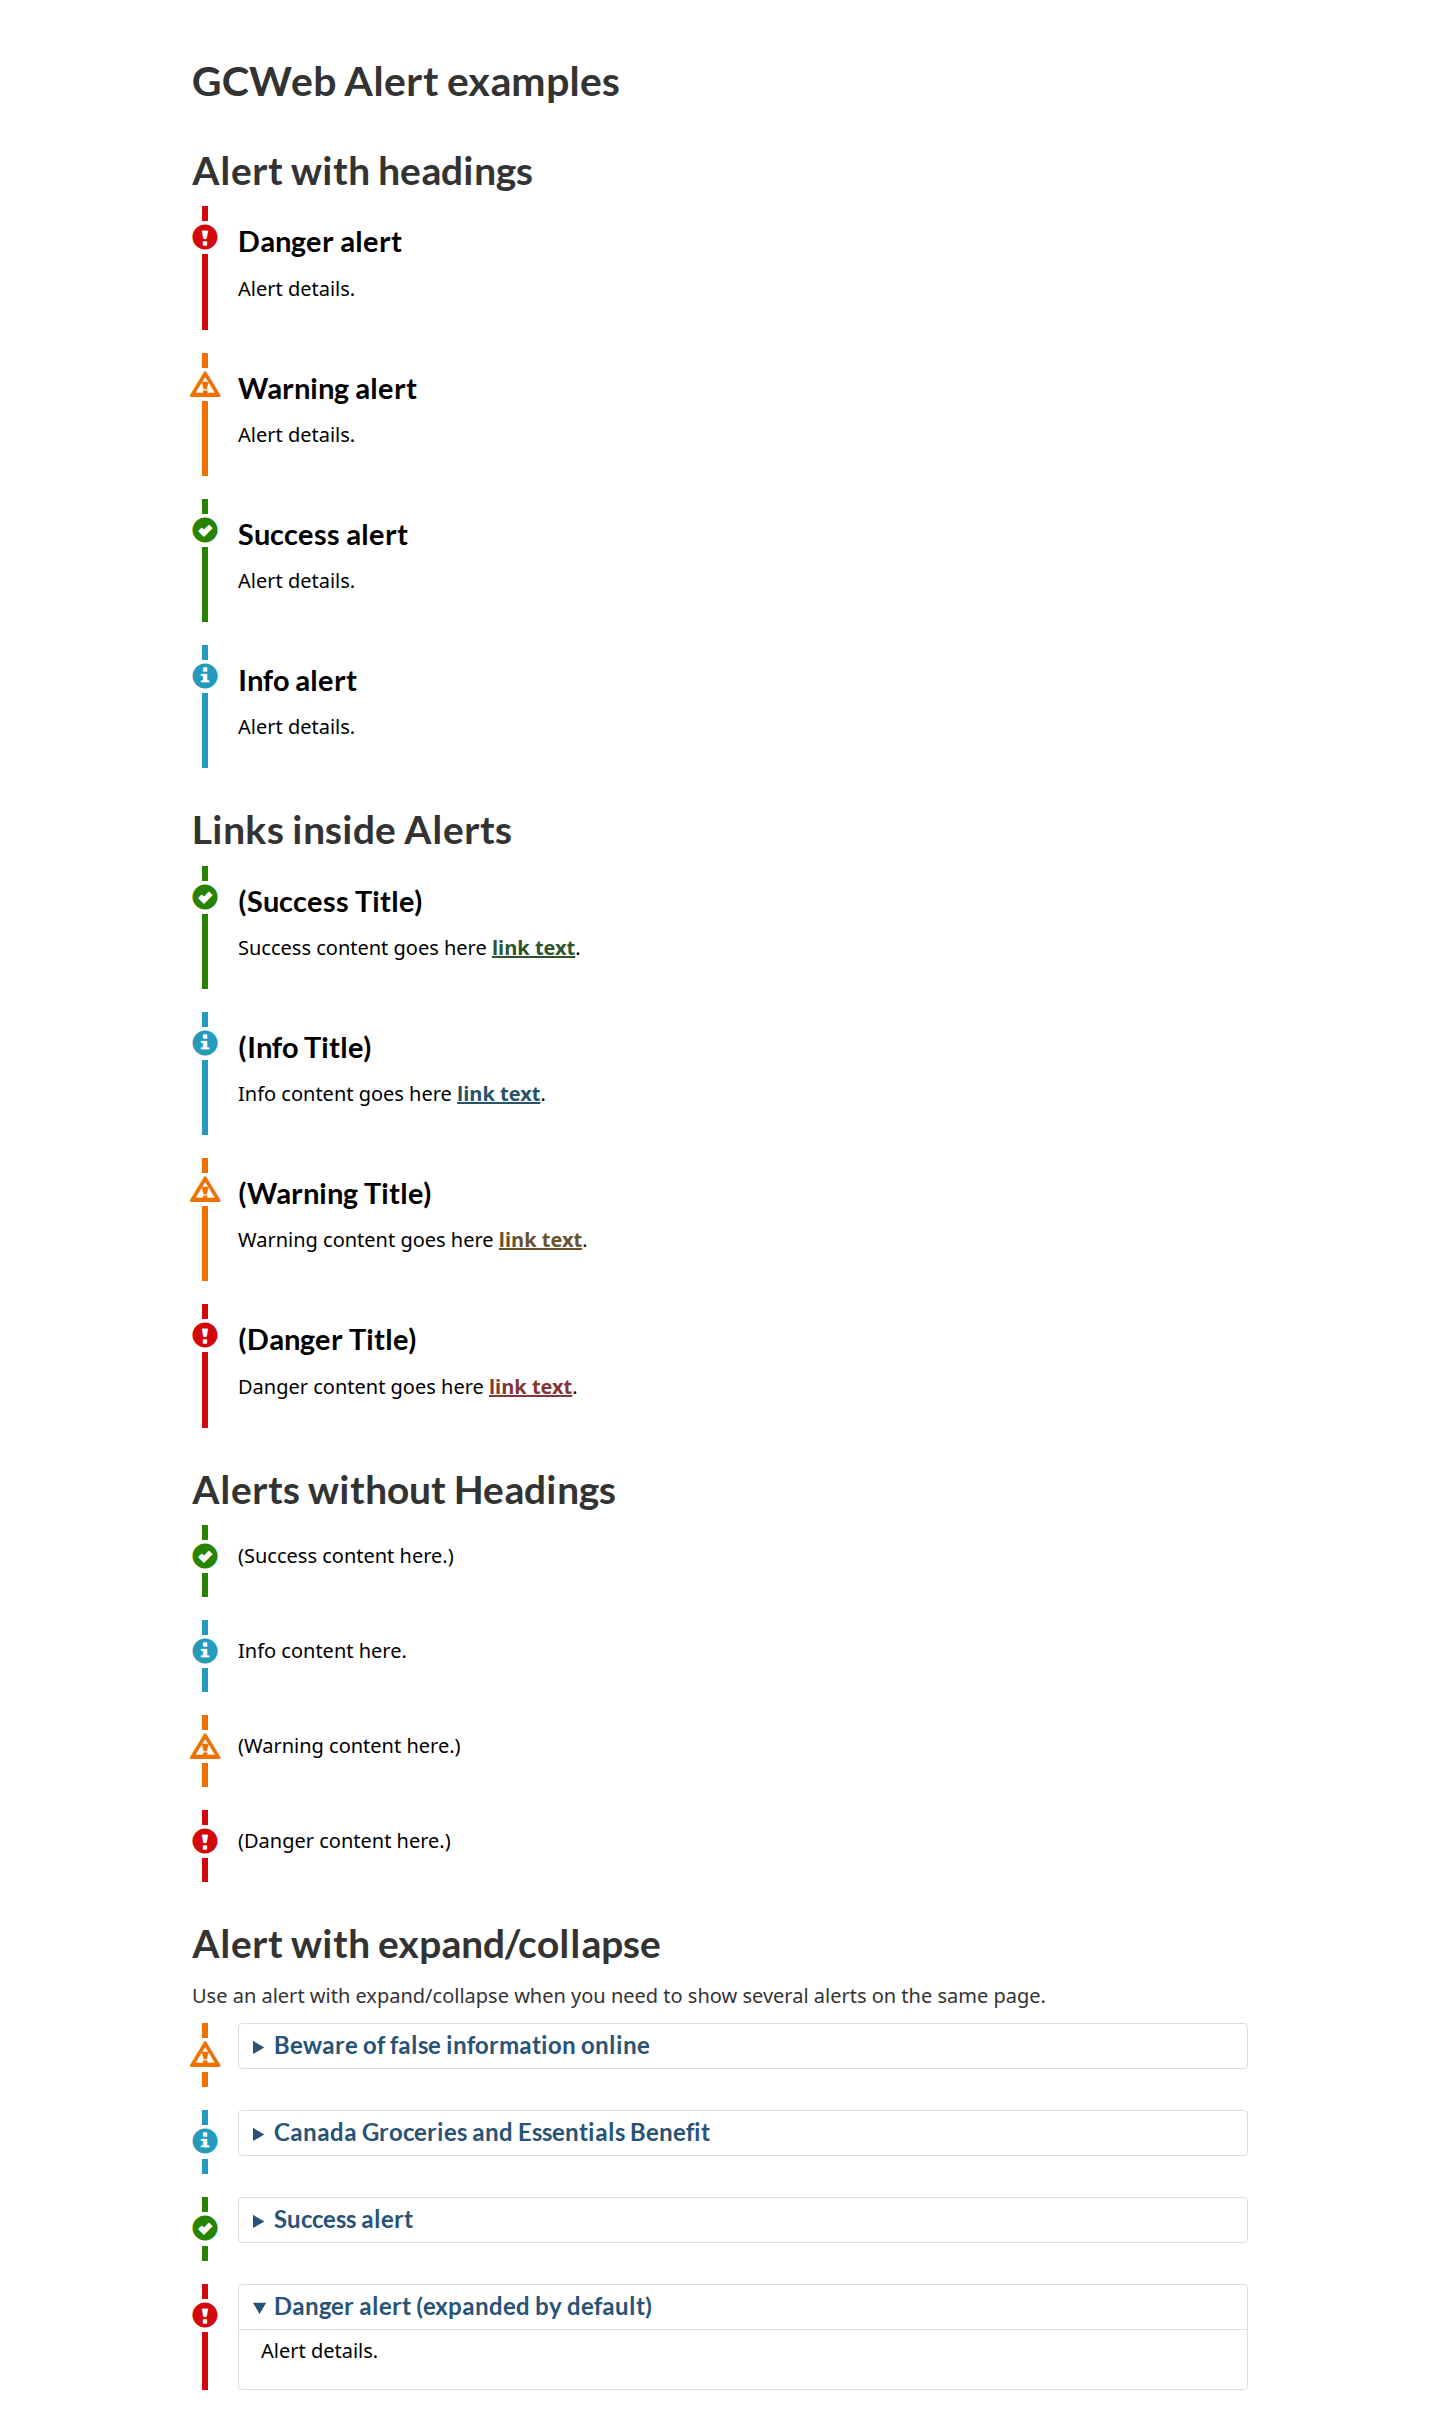 GCWeb Alert examples
Alert with headings
Danger alert
Alert details.
Warning alert
Alert details.
Success alert
Alert details.
Info alert
Alert details.
Links inside Alerts
(Success Title)
Success content goes here link text.
(Info Title)
Info content goes here link text.
(Warning Title)
Warning content goes here link text.
(Danger Title)
Danger content goes here link text.
Alerts without Headings
(Success content here.)
Info content here.
(Warning content here.)
(Danger content here.)
Alert with expand/collapse
Use an alert with expand/collapse when you need to show several alerts on the same page.
Beware of false information online
Canada Groceries and Essentials Benefit
Success alert
Danger alert (expanded by default)
Alert details.